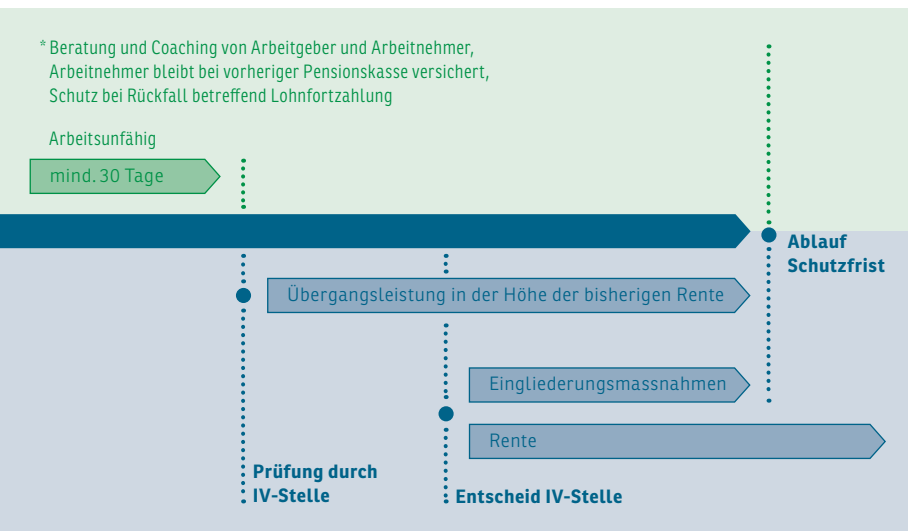 * Beratung und Coaching von Arbeitgeber und Arbeitnehmer,
Arbeitnehmer bleibt bei vorheriger Pensionskasse versichert,
Schutz bei Rückfall betreffend Lohnfortzahlung
Arbeitsunfähig
mind. 30 Tage
Ablauf
Schutzfrist
Übergangsleistung in der Höhe der bisherigen Rente
Eingliederungsmassnahmen
Rente
Prüfung durch
IV-Stelle
Entscheid IV-Stelle